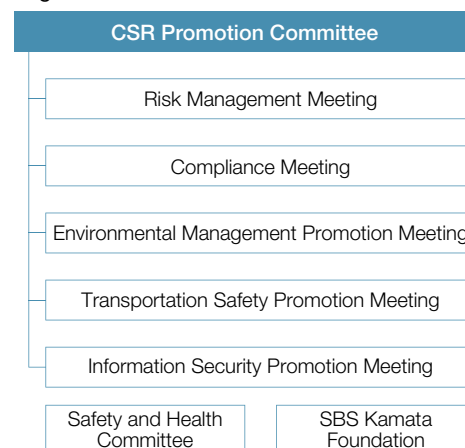 CSR Promotion Committee
Risk Management Meeting
Compliance Meeting
Environmental Management Promotion Meeting
Transportation Safety Promotion Meeting
Information Security Promotion Meeting
Safety and Health
Committee
SBS Kamata
Foundation